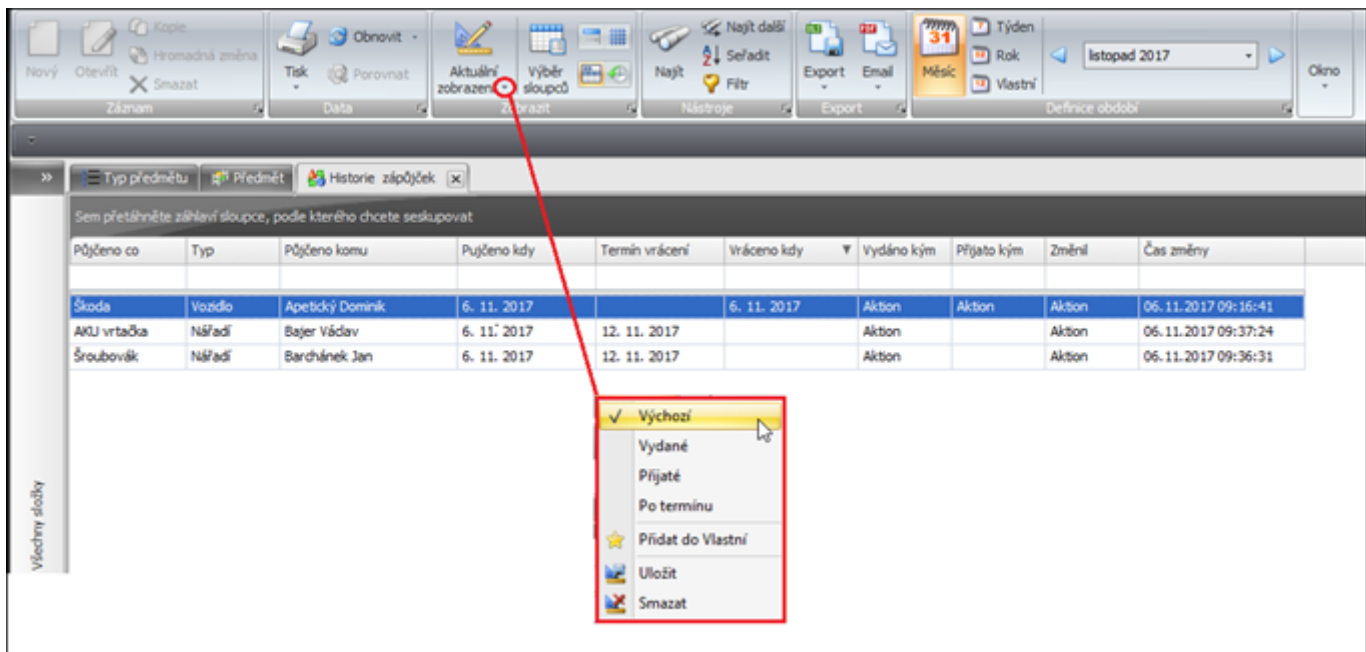 Nový Otevřít Kopie Hromadná změna Smazat
Záznam
Tisk Obnovit Porovnat
Data
Aktuální zobrazení Výběr sloupců
Zobrazit
Najít Najít další Seřadit Filtr
Nástroje
Export Email
Export
31 Měsíc 7 Týden Rok Vlastní listopad 2017
Definice období
Okno
» Typ předmětu Předmět Historie zápůjček x
Sem přetáhněte záhlaví sloupce, podle kterého chcete seskupovat
Půjčeno co Typ Půjčeno komu Pujčeno kdy Termín vrácení Vráceno kdy Vydáno kým Přijato kým Změnil Čas změny
Škoda Vozidlo Apetický Dominik 6. 11. 2017 6. 11. 2017 Aktion Aktion Aktion 06.11.2017 09:16:41
AKU vrtačka Nářadí Bajer Václav 6. 11. 2017 12. 11. 2017 Aktion Aktion 06.11.2017 09:37:24
Šroubovák Nářadí Barchánek Jan 6. 11. 2017 12. 11. 2017 Aktion Aktion 06.11.2017 09:36:31
Výchozí
Vydané
Přijaté
Po termínu
Přidat do Vlastní
Uložit
Smazat
Všechny složky